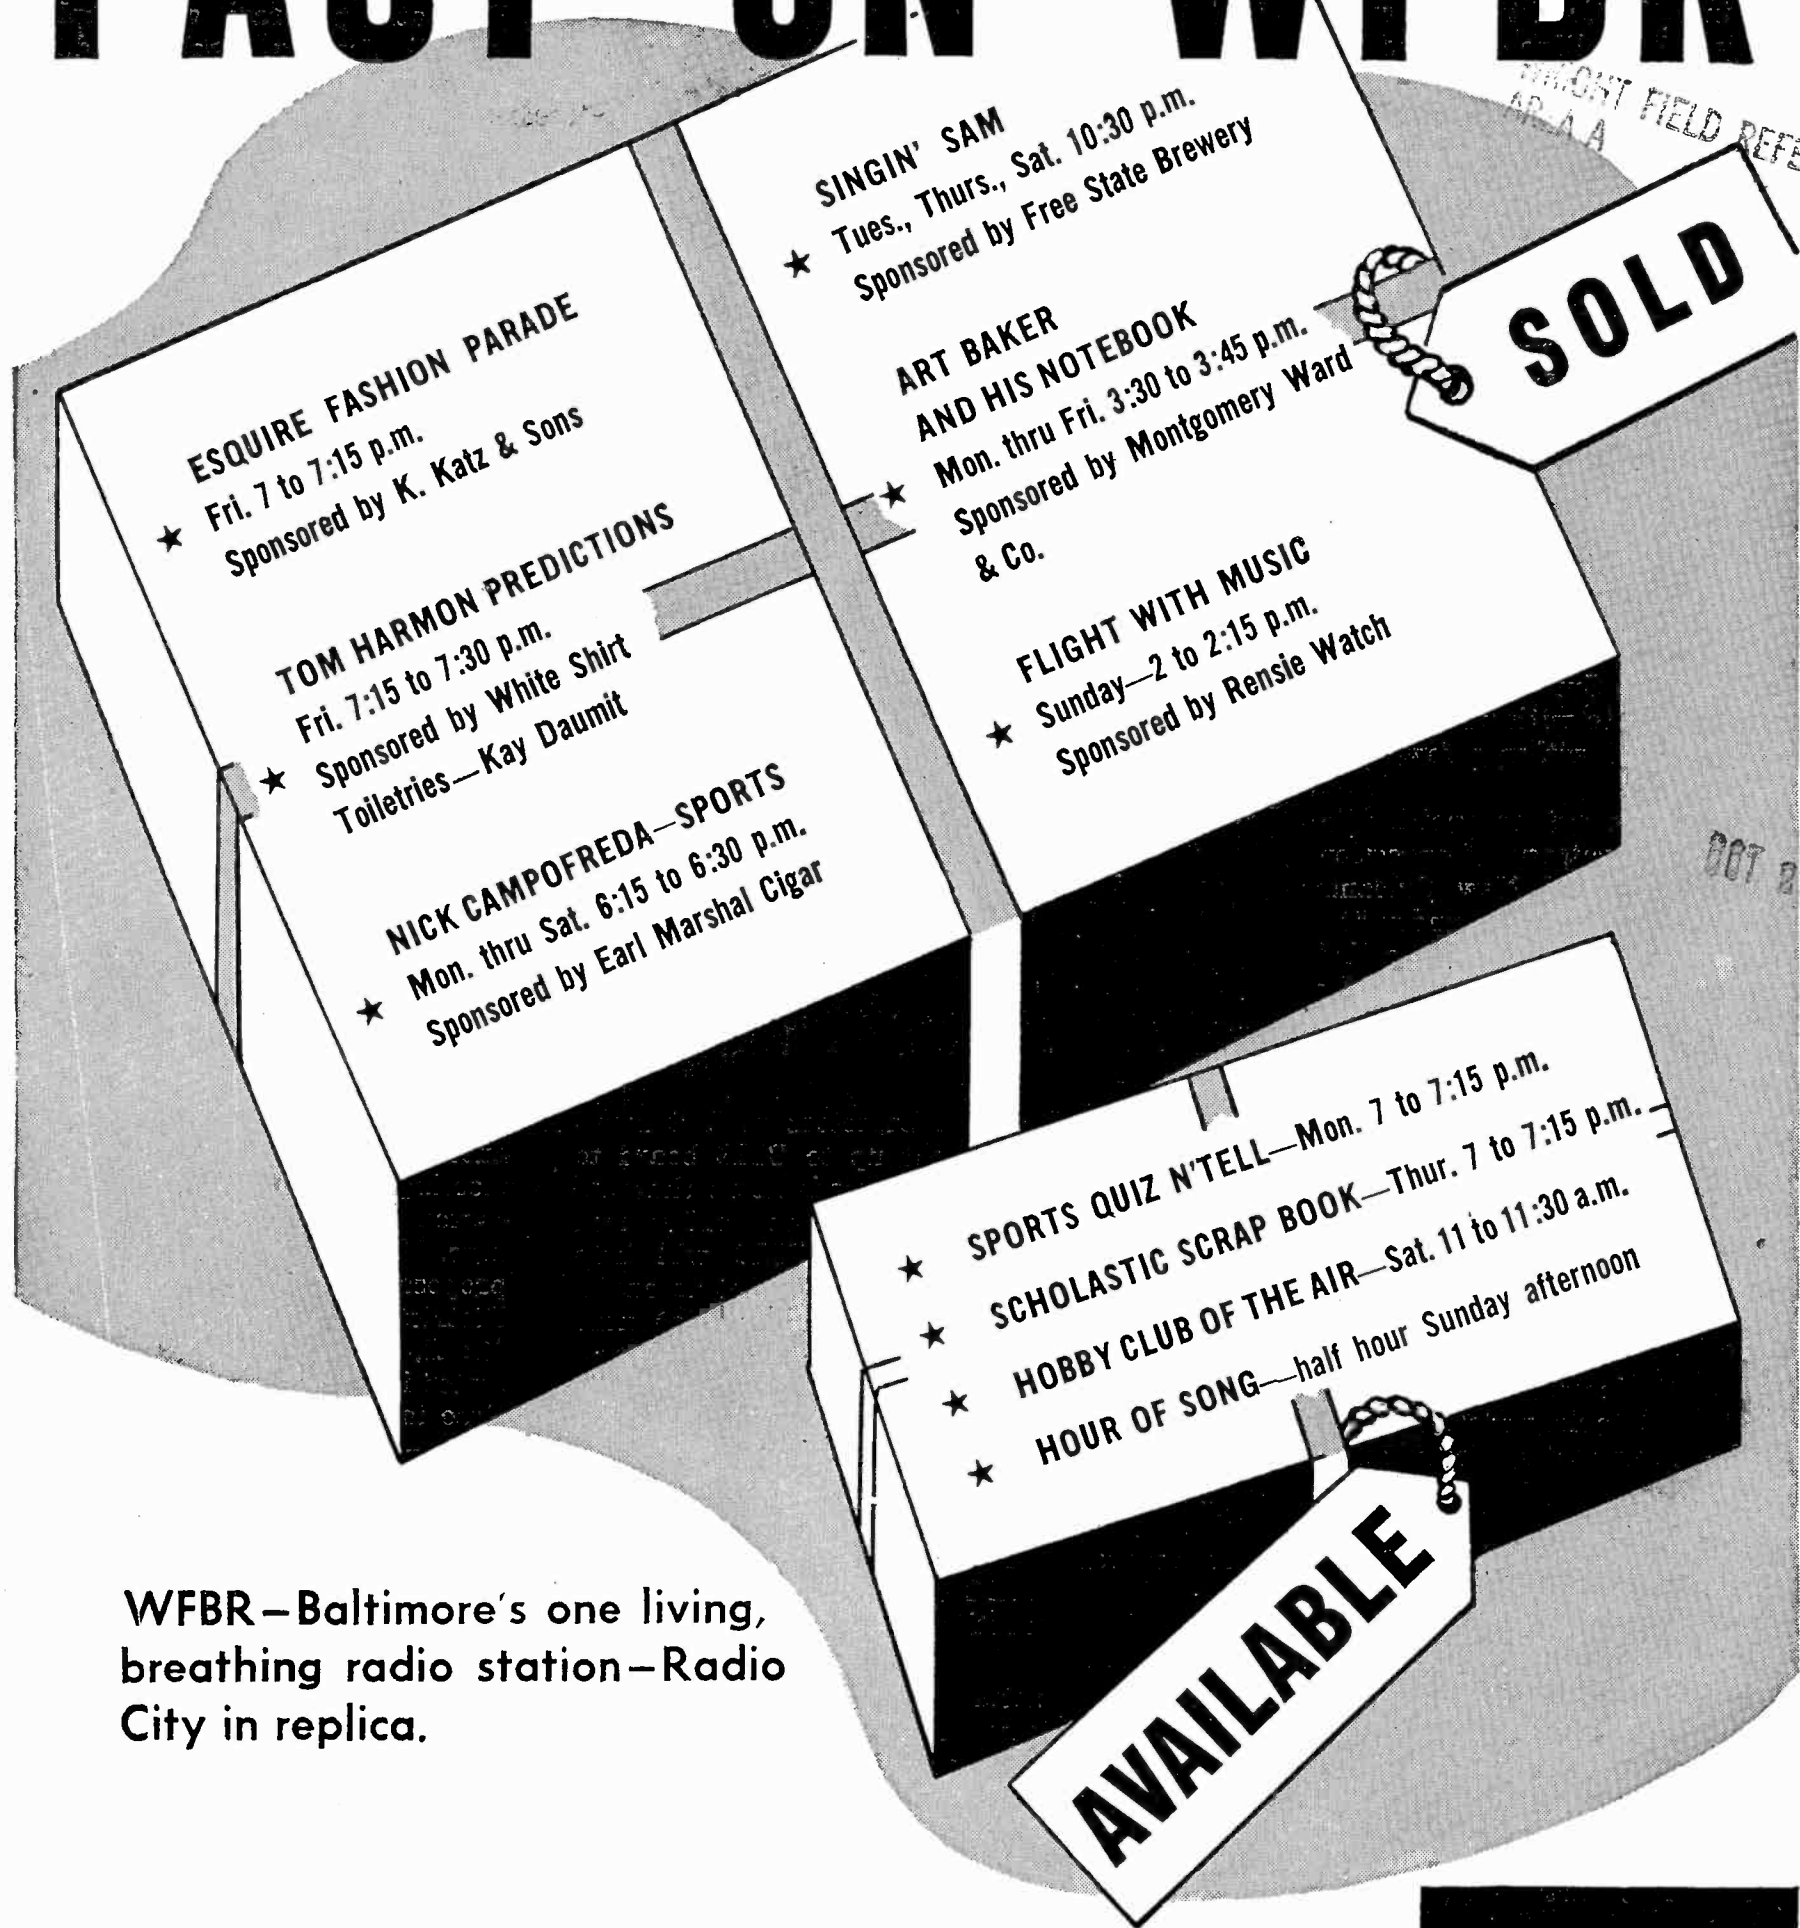 ON WFBR
SINGIN' SAM
Tues., Thurs., Sat. 10:30 p.m.
Sponsored by Free State Brewery
ART BAKER
AND HIS NOTEBOOK
Mon. thru Fri. 3:30 to 3:45 p.m.
Sponsored by Montgomery Ward
& Co.
FLIGHT WITH MUSIC
Sunday—2 to 2:15 p.m.
Sponsored by Rensie Watch
ESQUIRE FASHION PARADE
Fri. 7 to 7:15 p.m.
Sponsored by K. Katz & Sons
TOM HARMON PREDICTIONS
Fri. 7:15 to 7:30 p.m.
Sponsored by White Shirt
Toiletries—Kay Daumit
NICK CAMPOFREDA—SPORTS
Mon. thru Sat. 6:15 to 6:30 p.m.
Sponsored by Earl Marshal Cigar
SOLD
FIELD
SPORTS QUIZ N'TELL—Mon. 7 to 7:15 p.m.
SCHOLASTIC SCRAP BOOK—Thur. 7 to 7:15 p.m.
HOBBY CLUB OF THE AIR—Sat. 11 to 11:30 a.m.
HOUR OF SONG—half hour Sunday afternoon
AVAILABLE
WFBR—Baltimore's one living,
breathing radio station—Radio
City in replica.